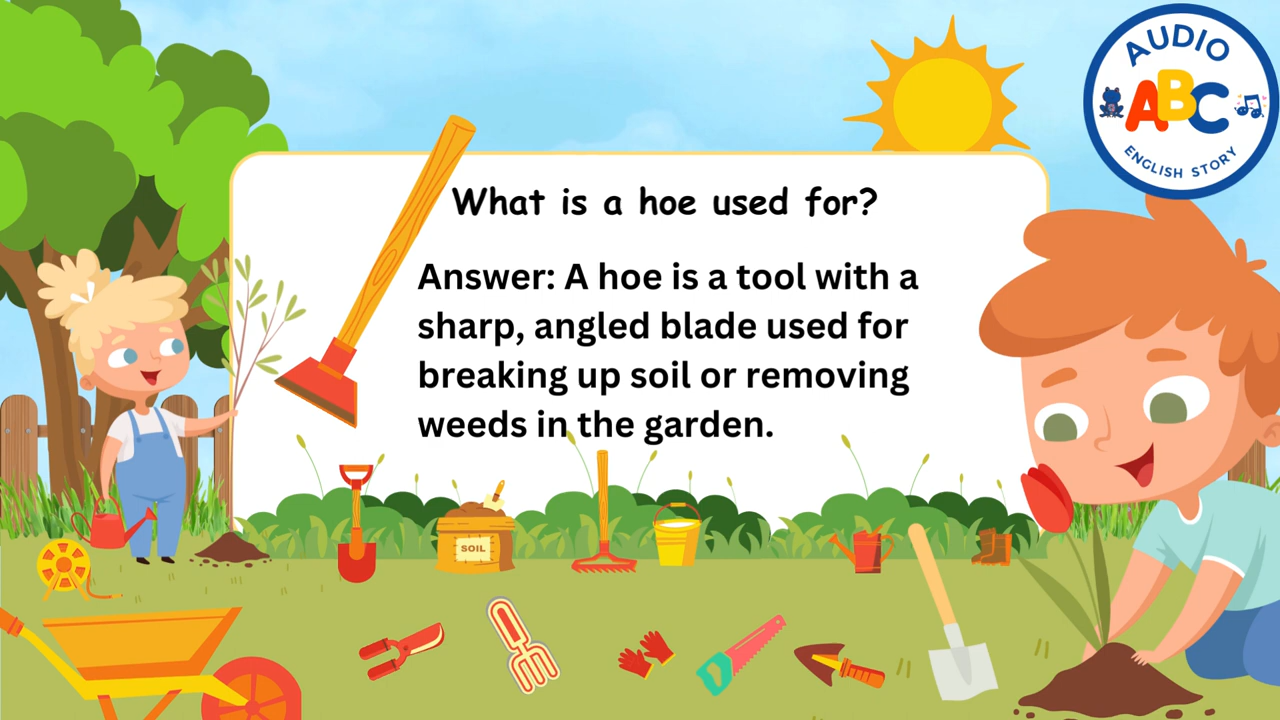 AUDIO
ABC
ENGLISH STORY
What is a hoe used for?
Answer: A hoe is a tool with a
sharp, angled blade used for
breaking up soil or removing
weeds in the garden.
SOIL